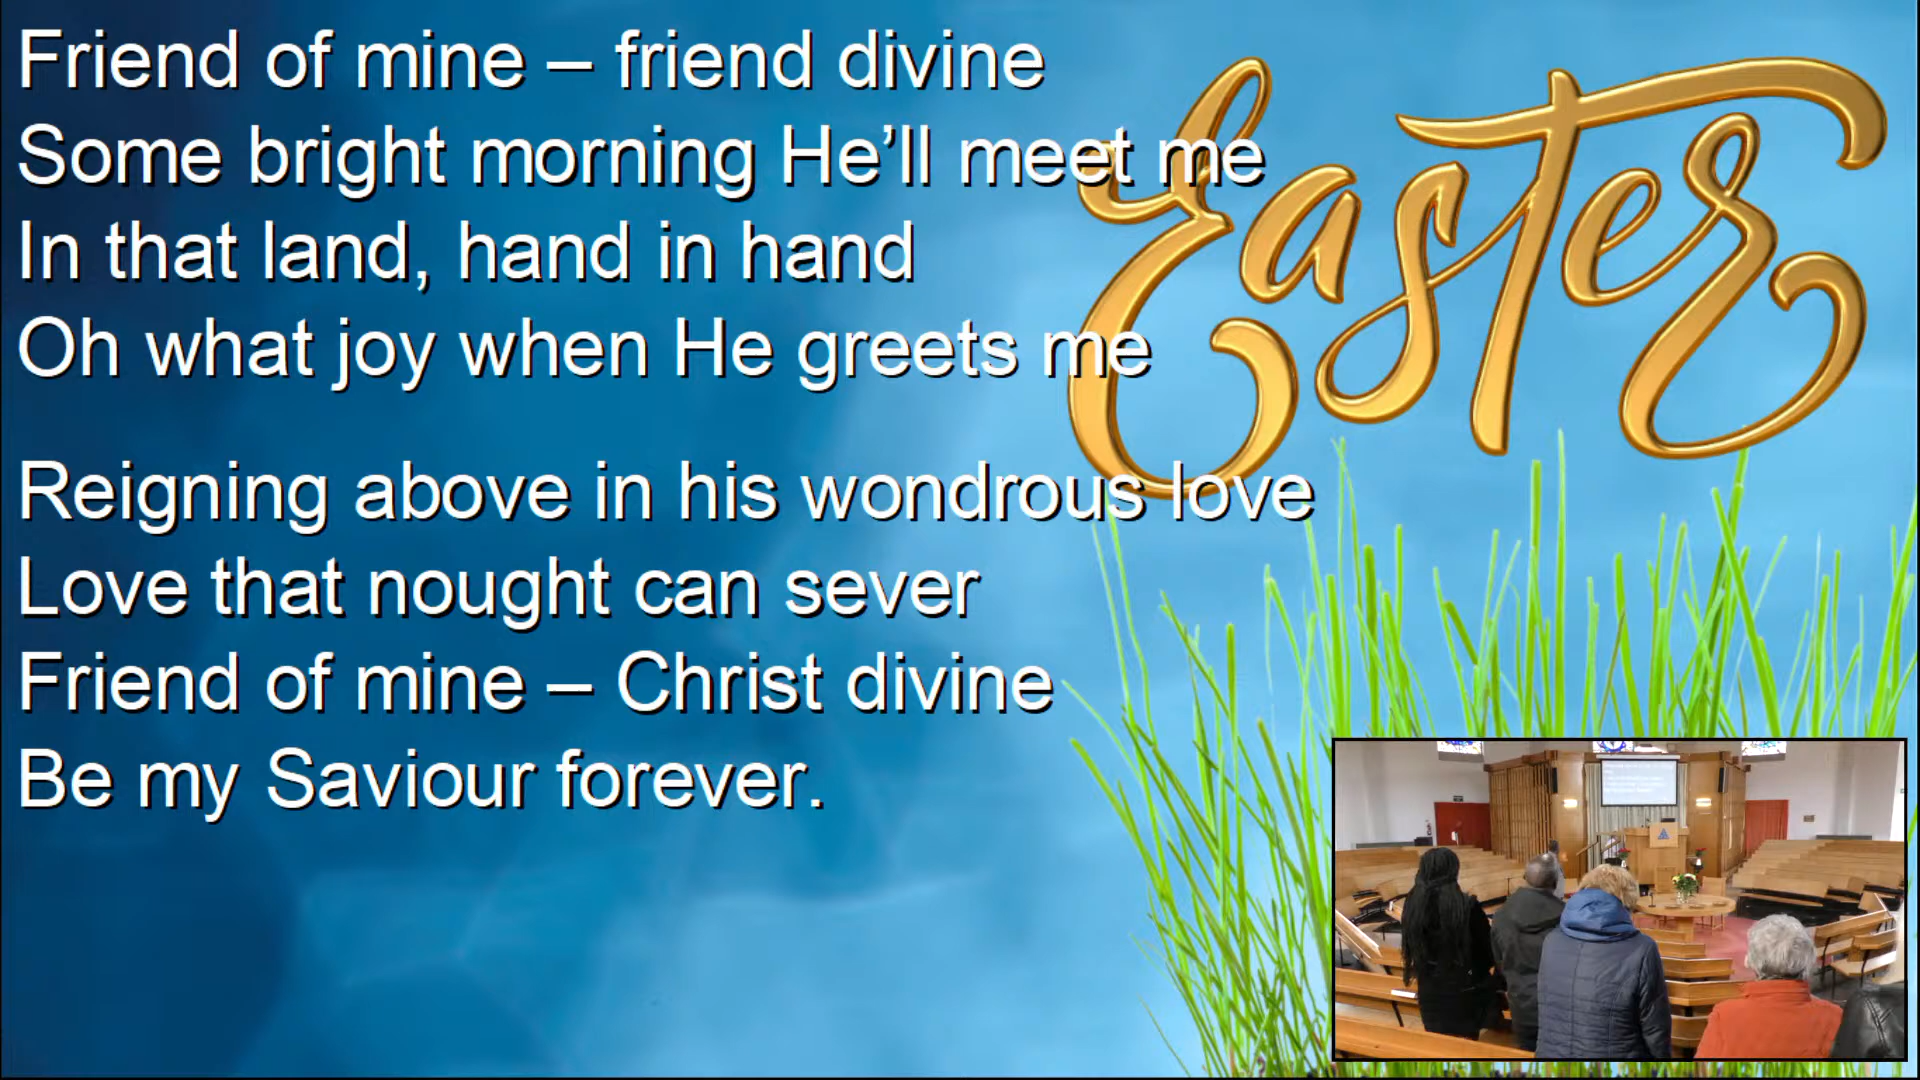 Friend of mine – friend divine
Some bright morning He’ll meet me
In that land, hand in hand
Oh what joy when He greets me
Reigning above in his wondrous love
Love that nought can sever
Friend of mine – Christ divine
Be my Saviour forever.
Easter